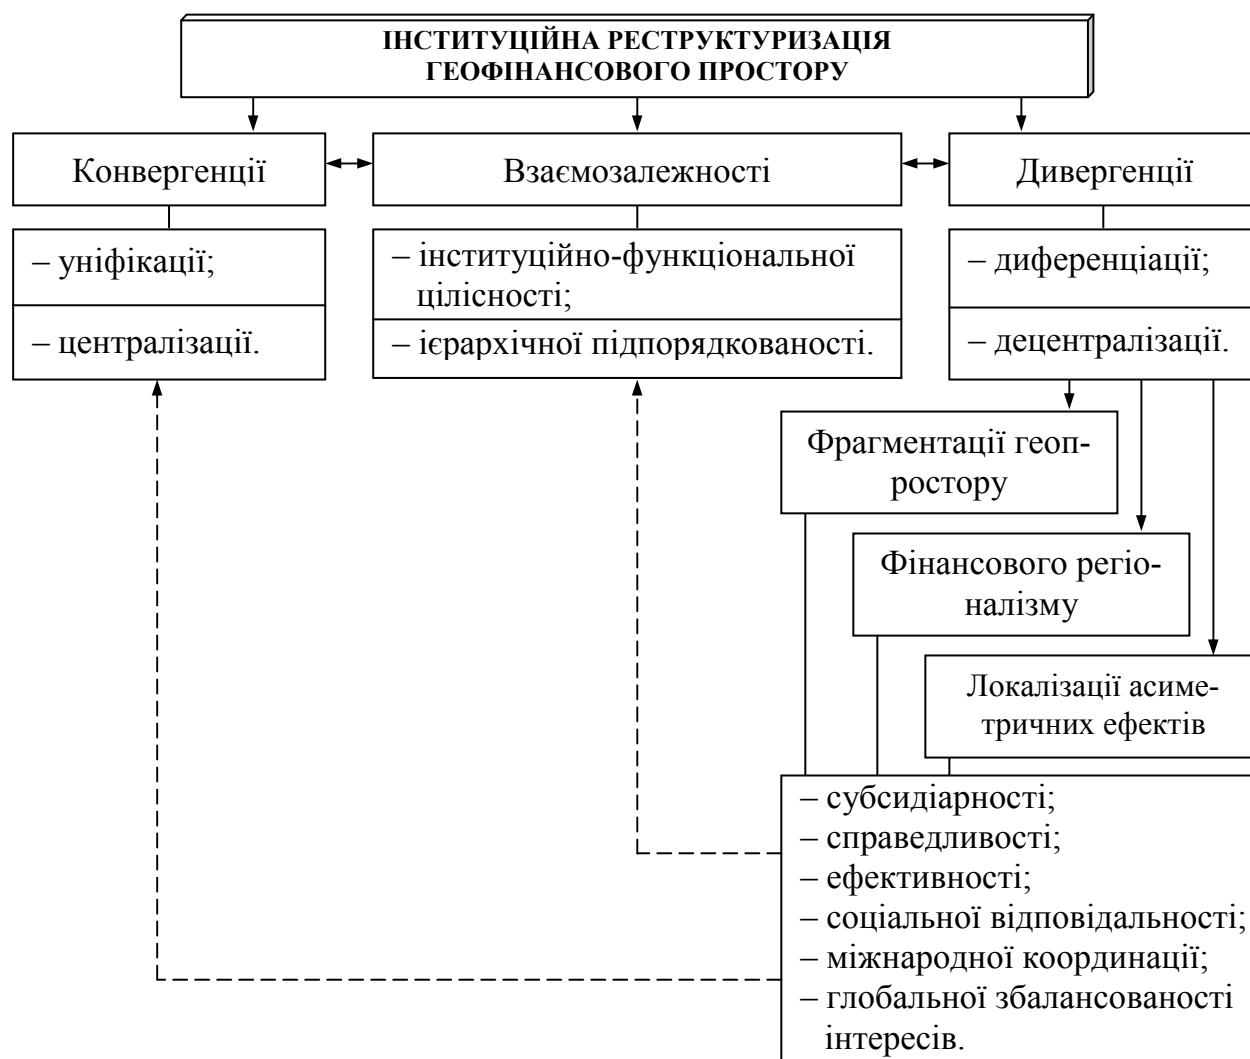 ІНСТИТУЦІЙНА РЕСТРУКТУРИЗАЦІЯ
ГЕОФІНАНСОВОГО ПРОСТОРУ
Конвергенції
Взаємозалежності
Дивергенції
– уніфікації;
– централізації.
– інституційно-функціональної
цілісності;
– ієрархічної підпорядкованості.
– диференціації;
– децентралізації.
Фрагментації геоп-
ростору
Фінансового регіо-
налізму
Локалізації асиме-
тричних ефектів
– субсидіарності;
– справедливості;
– ефективності;
– соціальної відповідальності;
– міжнародної координації;
– глобальної збалансованості
інтересів.